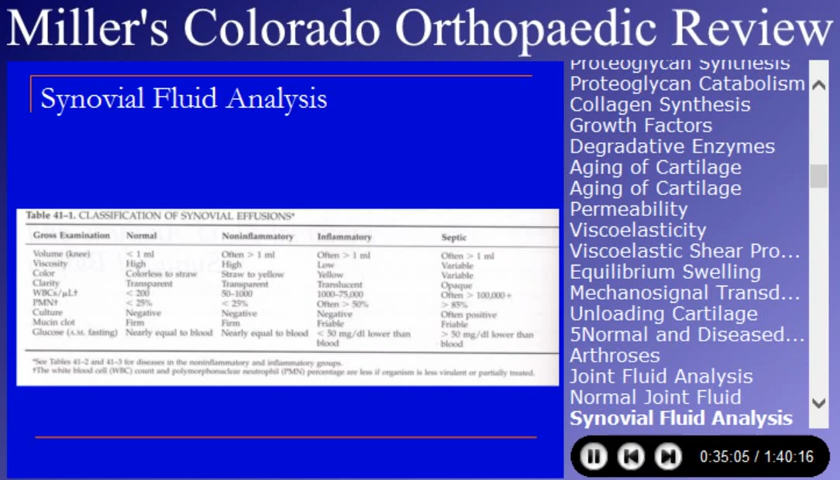 Miller's Colorado Orthopaedic Review
Synovial Fluid Analysis
Table 41-1. CLASSIFICATION OF SYNOVIAL EFFUSIONS*
Gross Examination Normal Noninflammatory Inflammatory Septic
Volume (knee) < 1 ml Often > 1 ml Often > 1 ml Often > 1 ml
Viscosity High High Low Variable
Color Colorless to straw Straw to yellow Yellow Variable
Clarity Transparent Transparent Translucent Opaque
WBCs/μL† < 200 50-1000 1000-75,000 Often > 100,000+
PMN† < 25% < 25% Often > 50% > 85%
Culture Negative Negative Negative Often positive
Mucin clot Firm Firm Friable Friable
Glucose (A.M. fasting) Nearly equal to blood Nearly equal to blood < 50 mg/dl lower than blood > 50 mg/dl lower than blood
*See Tables 41-2 and 41-3 for diseases in the noninflammatory and inflammatory groups.
†The white blood cell (WBC) count and polymorphonuclear neutrophil (PMN) percentage are less if organism is less virulent or partially treated.
Proteoglycan Synthesis
Proteoglycan Catabolism
Collagen Synthesis
Growth Factors
Degradative Enzymes
Aging of Cartilage
Aging of Cartilage
Permeability
Viscoelasticity
Viscoelastic Shear Pro...
Equilibrium Swelling
Mechanosignal Transd...
Unloading Cartilage
5Normal and Diseased...
Arthroses
Joint Fluid Analysis
Normal Joint Fluid
Synovial Fluid Analysis
0:35:05 / 1:40:16